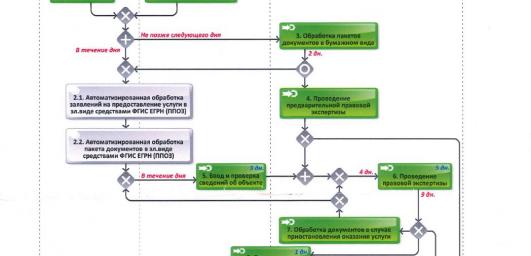 Не позже следующего дня
3. Обработка пакетов
документов в бумажном виде
В течение дня
2 дн.
2.1. Автоматизированная обработка
заявлений на предоставление услуги в
эл.виде средствами ФГИС ЕГРН (ППОЗ)
4. Проведение
предварительной правовой
экспертизы
2.2. Автоматизированная обработка
пакета документов в эл.виде
средствами ФГИС ЕГРН (ППОЗ)
В течение дня
3 дн.
5. Ввод и проверка
сведений об объекте
4 дн.
5 дн.
6. Проведение
правовой экспертизы
9 дн.
7. Обработка документов в случае
приостановления оказания услуги
1 дн.